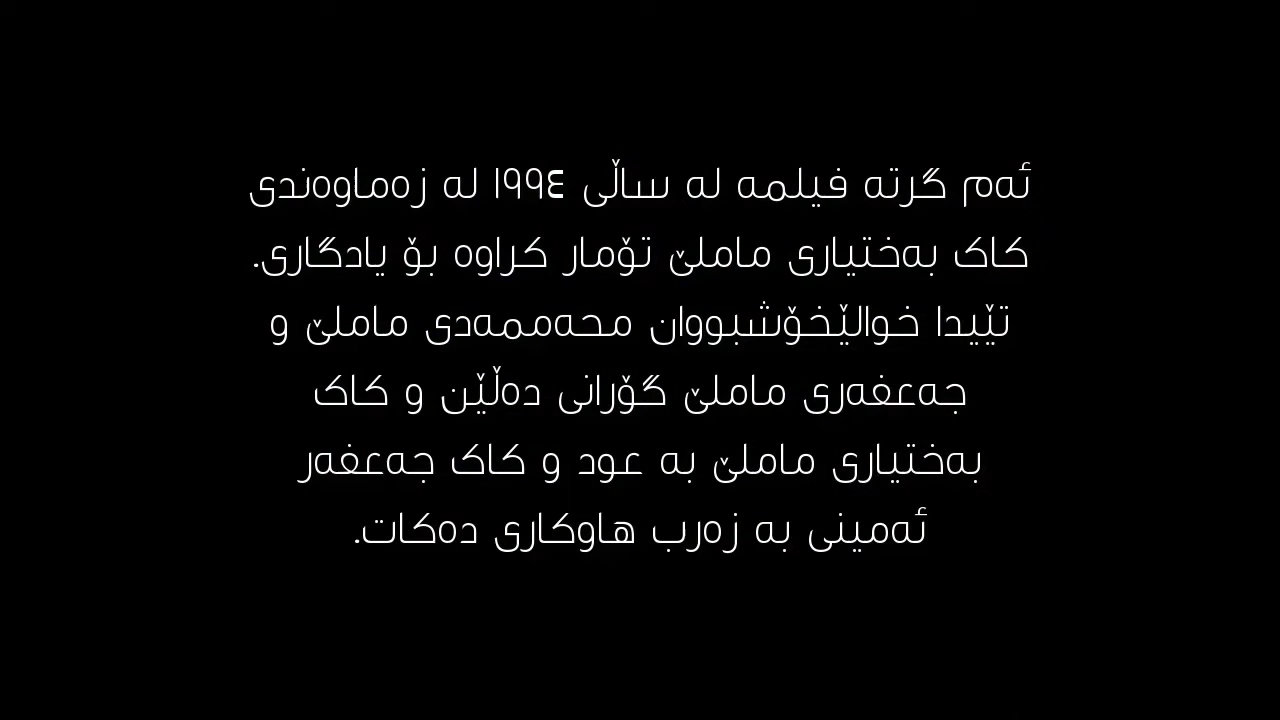 ئەم گرتە فیلمە لە ساڵی ١٩٩٤ لە زەماوەندی
کاک بەختیاری ماملێ تۆمار کراوە بۆ یادگاری.
تێیدا خوالێخۆشبووان محەممەدی ماملێ و
جەعفەری ماملێ گۆرانی دەڵێن و کاک
بەختیاری ماملێ بە عود و کاک جەعفەر
ئەمینی بە زەرب هاوکاری دەکات.